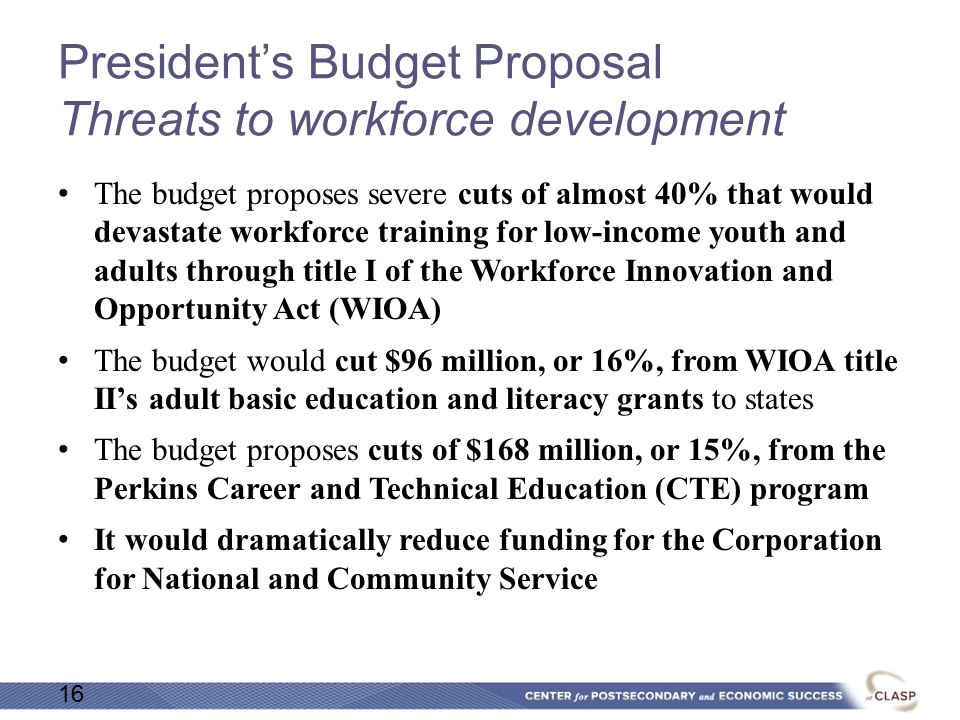 President’s Budget Proposal
Threats to workforce development
• The budget proposes severe cuts of almost 40% that would
devastate workforce training for low-income youth and
adults through title I of the Workforce Innovation and
Opportunity Act (WIOA)
• The budget would cut $96 million, or 16%, from WIOA title
II’s adult basic education and literacy grants to states
• The budget proposes cuts of $168 million, or 15%, from the
Perkins Career and Technical Education (CTE) program
• It would dramatically reduce funding for the Corporation
for National and Community Service
16
CENTER for POSTSECONDARY and ECONOMIC SUCCESS at CLASP